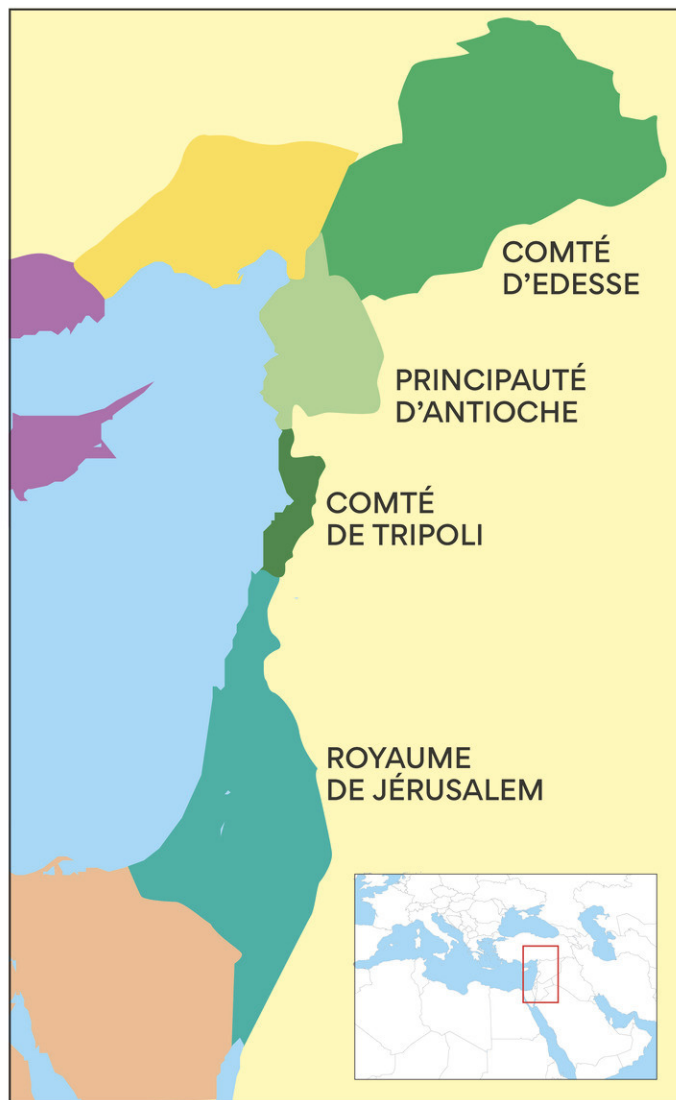 COMTÉ
D'EDESSE
PRINCIPAUTÉ
D'ANTIOCHE
COMTÉ
DE TRIPOLI
ROYAUME
DE JÉRUSALEM